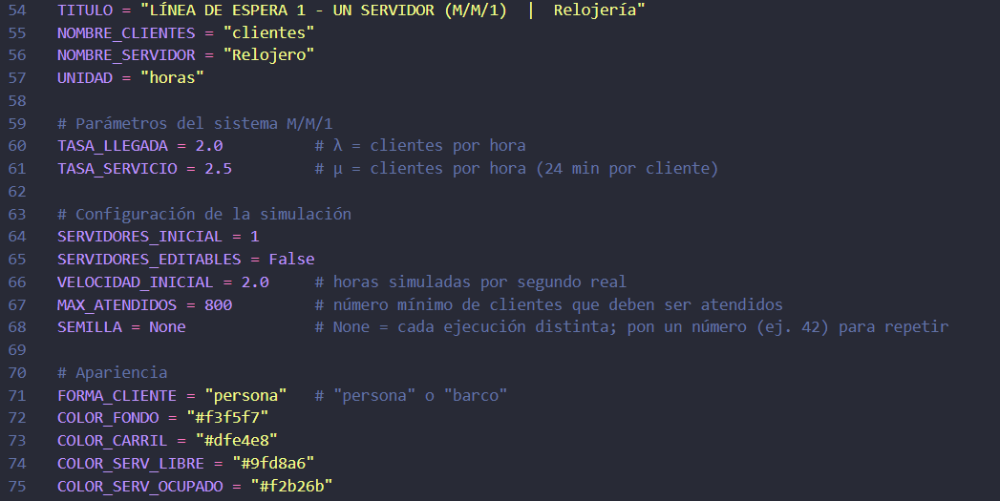 54 TITULO = "LÍNEA DE ESPERA 1 - UN SERVIDOR (M/M/1)  |  Relojería"
55 NOMBRE_CLIENTES = "clientes"
56 NOMBRE_SERVIDOR = "Relojero"
57 UNIDAD = "horas"
58
59 # Parámetros del sistema M/M/1
60 TASA_LLEGADA = 2.0         # λ = clientes por hora
61 TASA_SERVICIO = 2.5        # μ = clientes por hora (24 min por cliente)
62
63 # Configuración de la simulación
64 SERVIDORES_INICIAL = 1
65 SERVIDORES_EDITABLES = False
66 VELOCIDAD_INICIAL = 2.0    # horas simuladas por segundo real
67 MAX_ATENDIDOS = 800        # número mínimo de clientes que deben ser atendidos
68 SEMILLA = None             # None = cada ejecución distinta; pon un número (ej. 42) para repetir
69
70 # Apariencia
71 FORMA_CLIENTE = "persona"  # "persona" o "barco"
72 COLOR_FONDO = "#f3f5f7"
73 COLOR_CARRIL = "#dfe4e8"
74 COLOR_SERV_LIBRE = "#9fd8a6"
75 COLOR_SERV_OCUPADO = "#f2b26b"